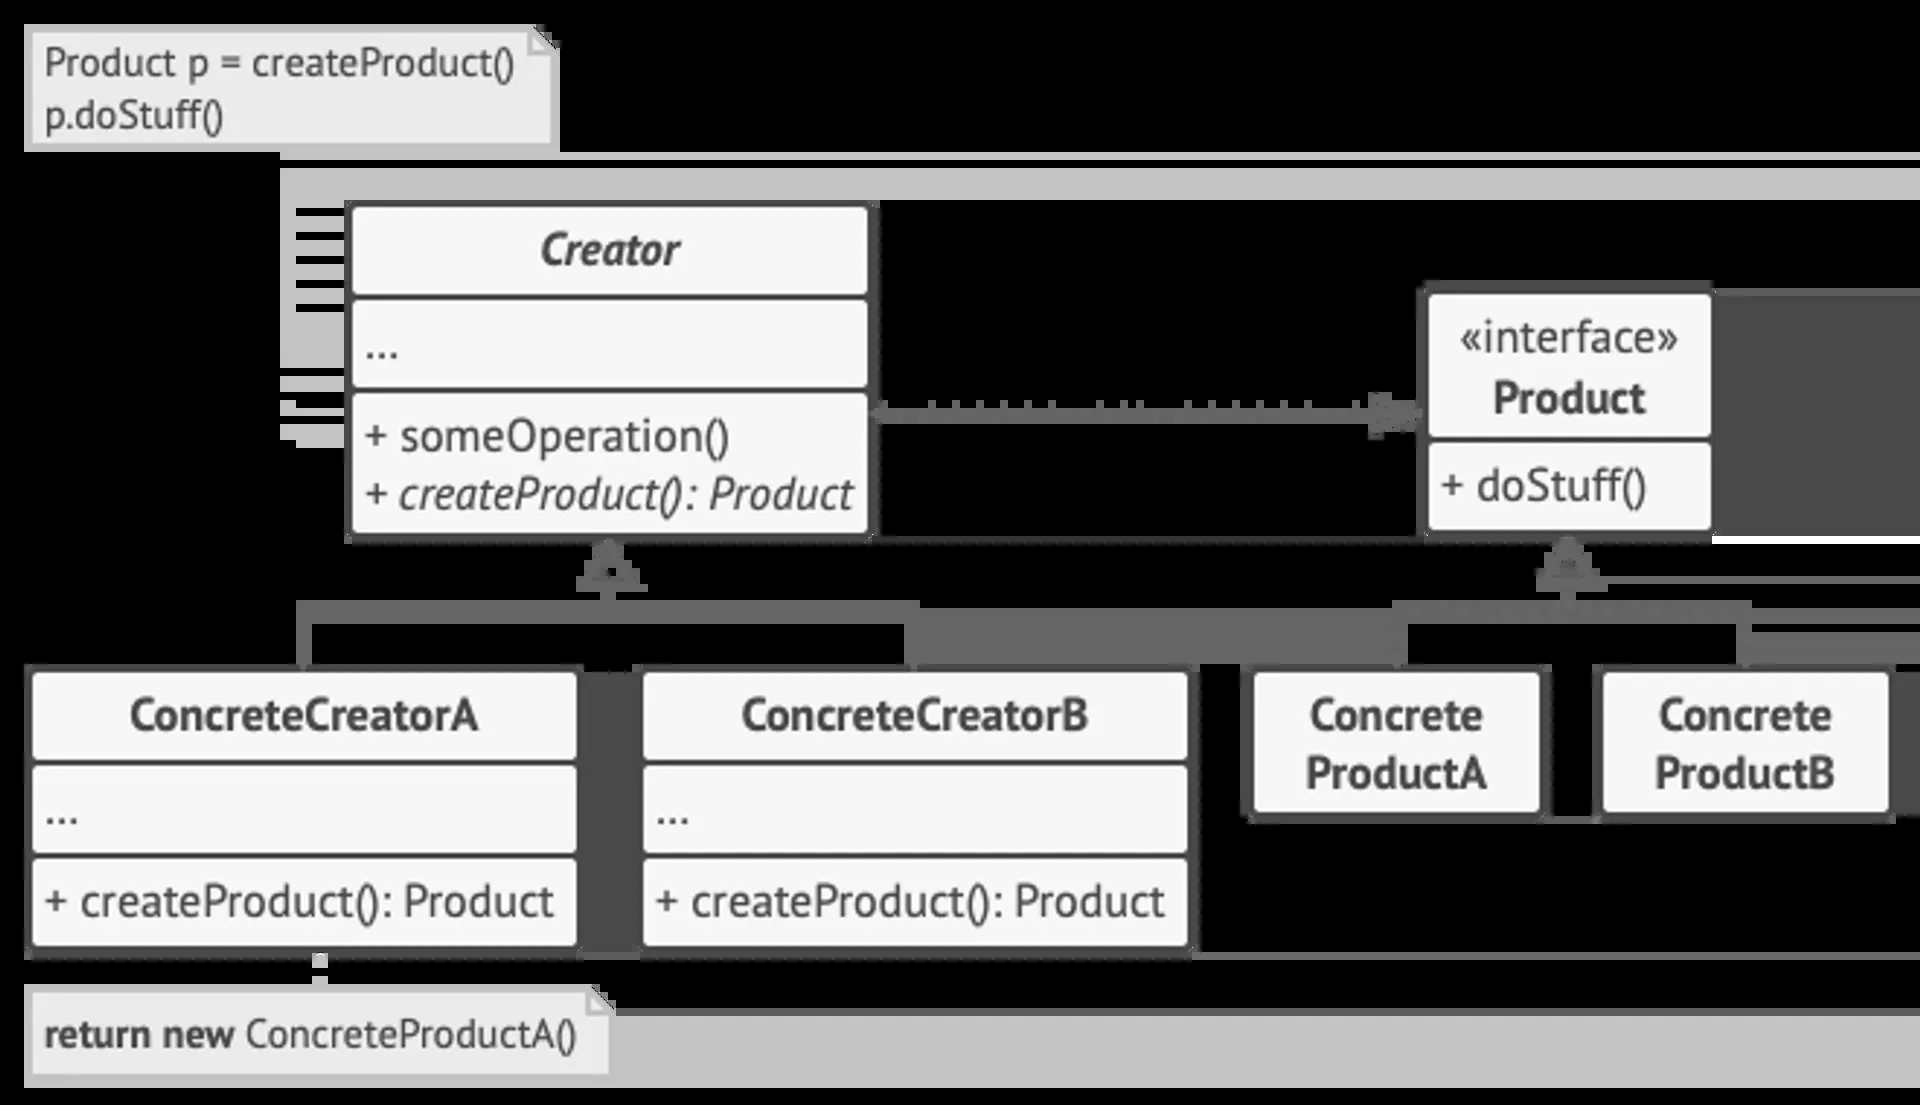 Product p = createProduct()
p.doStuff()
Creator
...
+ someOperation()
+ createProduct(): Product
«interface»
Product
+ doStuff()
ConcreteCreatorA
...
+ createProduct(): Product
ConcreteCreatorB
...
+ createProduct(): Product
Concrete
ProductA
Concrete
ProductB
return new ConcreteProductA()